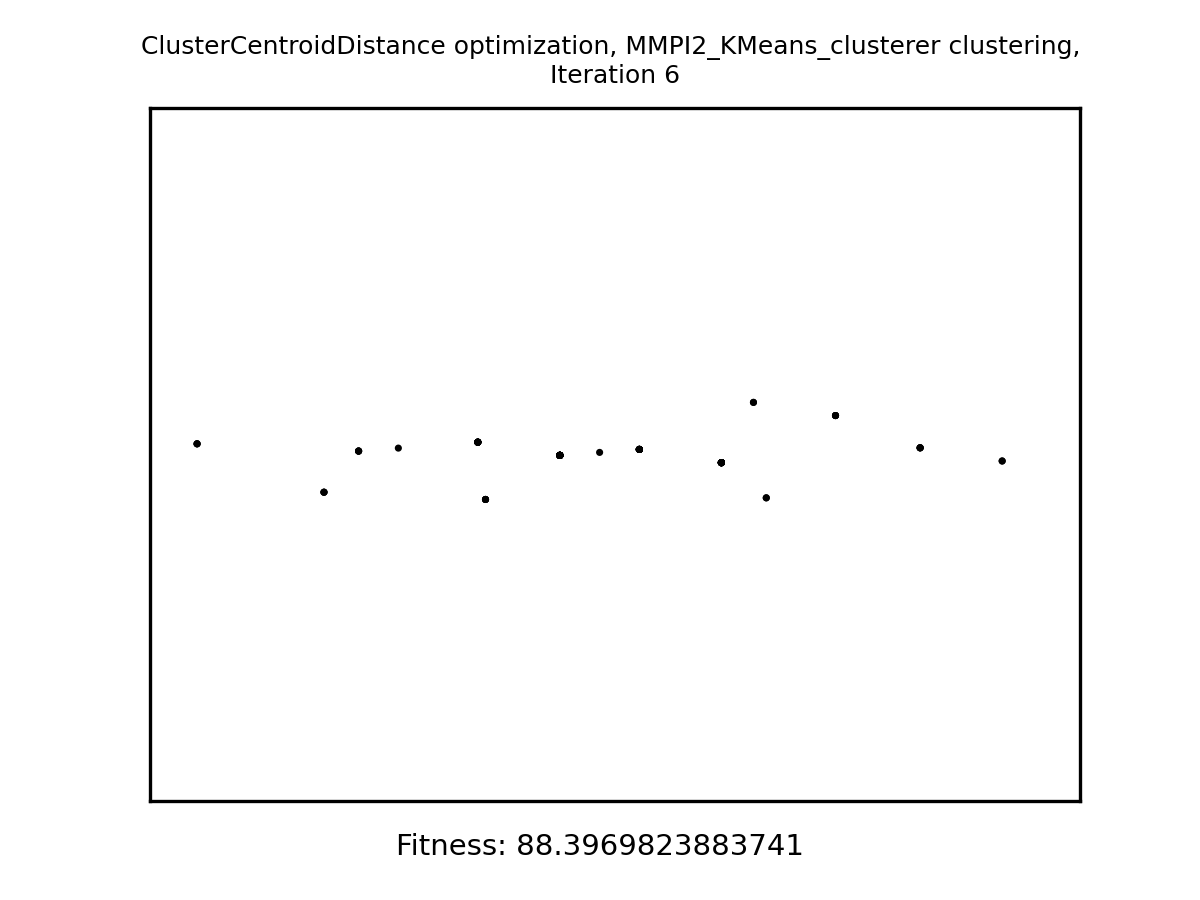 ClusterCentroidDistance optimization, MMPI2_KMeans_clusterer clustering,
Iteration 6
Fitness: 88.3969823883741